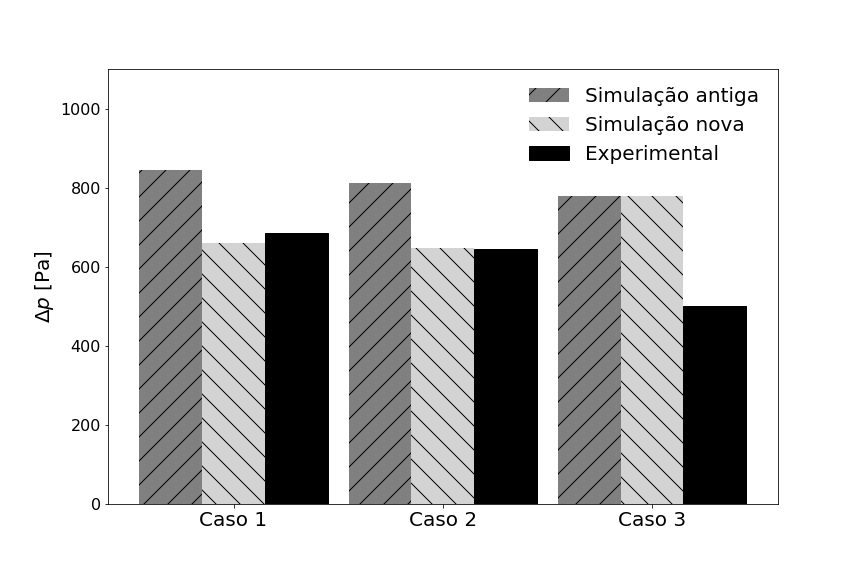 Simulação antiga
Simulação nova
Experimental
1000
800
600
400
200
0
Δp [Pa]
Caso 1 Caso 2 Caso 3